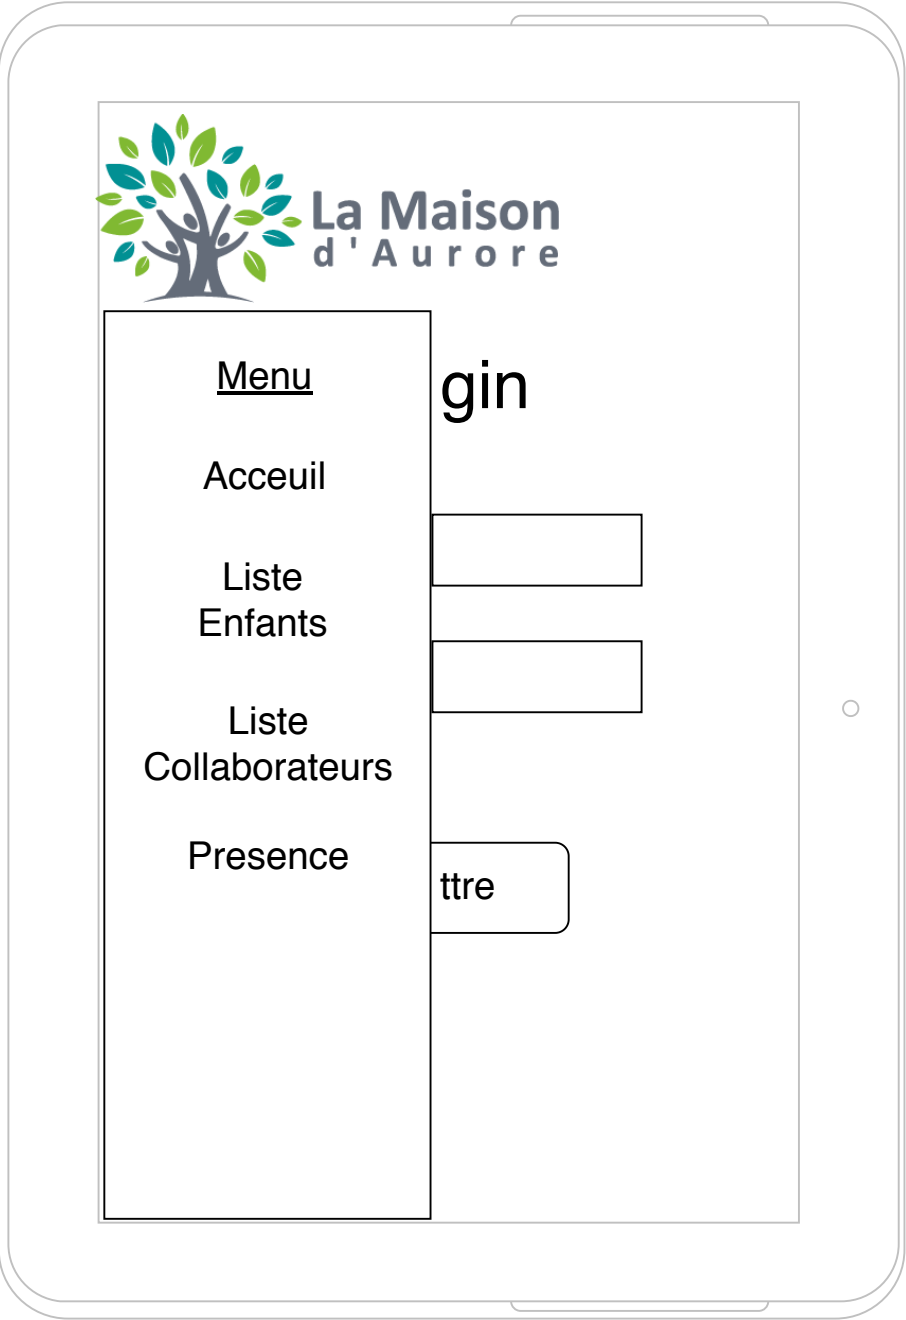 La Maison
d'Aurore
Menu
gin
Acceuil
Liste
Enfants
Liste
Collaborateurs
Presence
ttre